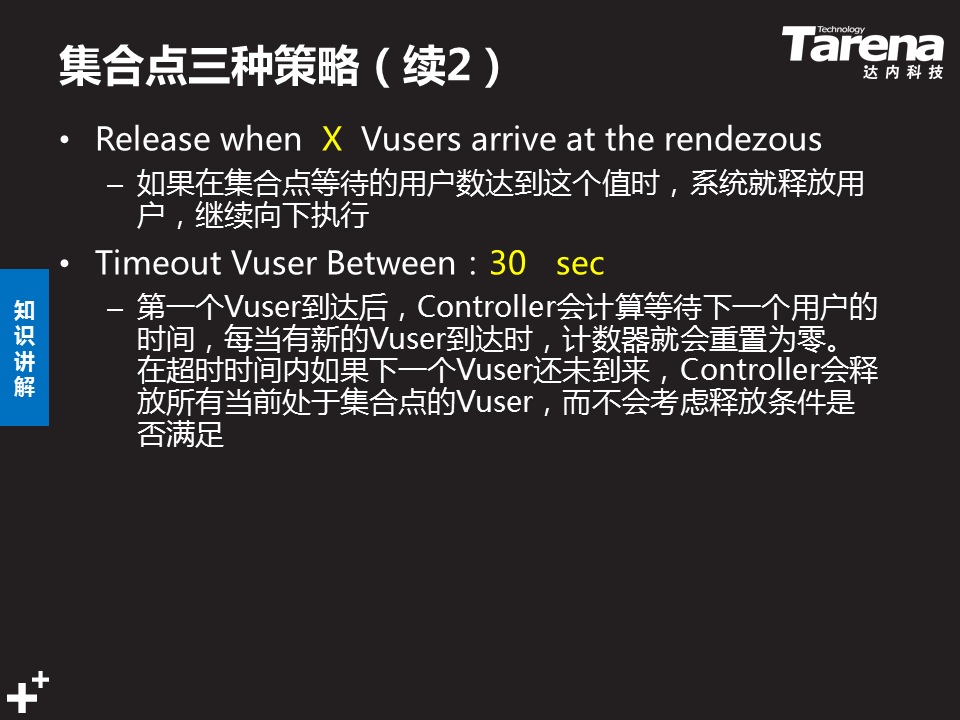 集合点三种策略（续2）
Technology
Tarena
达内科技
• Release when X Vusers arrive at the rendezous
– 如果在集合点等待的用户数达到这个值时，系统就释放用
户，继续向下执行
• Timeout Vuser Between：30 sec
– 第一个Vuser到达后，Controller会计算等待下一个用户的
时间，每当有新的Vuser到达时，计数器就会重置为零。
在超时时间内如果下一个Vuser还未到来，Controller会释
放所有当前处于集合点的Vuser，而不会考虑释放条件是
否满足
知
识
讲
解